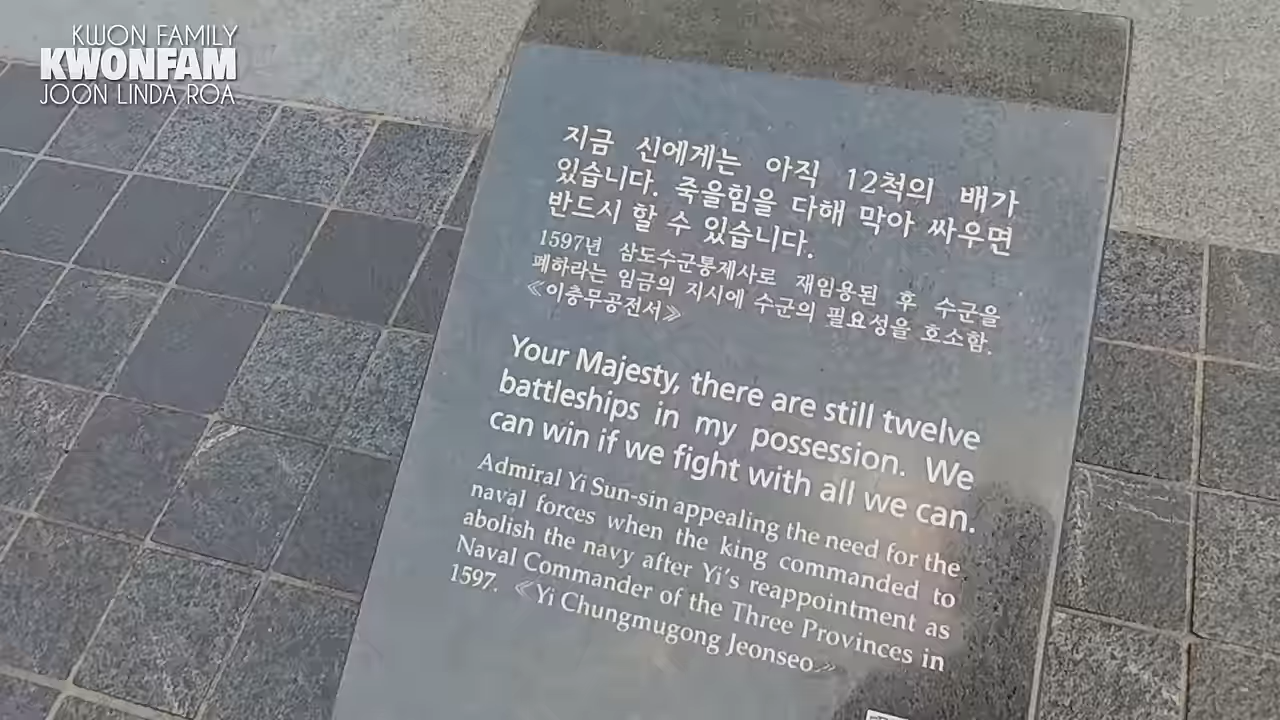 KWON FAMILY
KWONFAM
JOON LINDA ROA
지금 신에게는 아직 12척의 배가
있습니다. 죽을힘을 다해 막아 싸우면
반드시 할 수 있습니다.
1597년 삼도수군통제사로 재임용된 후 수군을
폐하라는 임금의 지시에 수군의 필요성을 호소함.
《이충무공전서》
Your Majesty, there are still twelve
battleships in my possession. We
can win if we fight with all we can.
Admiral Yi Sun-sin appealing the need for the
naval forces when the king commanded to
abolish the navy after Yi's reappointment as
Naval Commander of the Three Provinces in
1597. 《Yi Chungmugong Jeonseo》